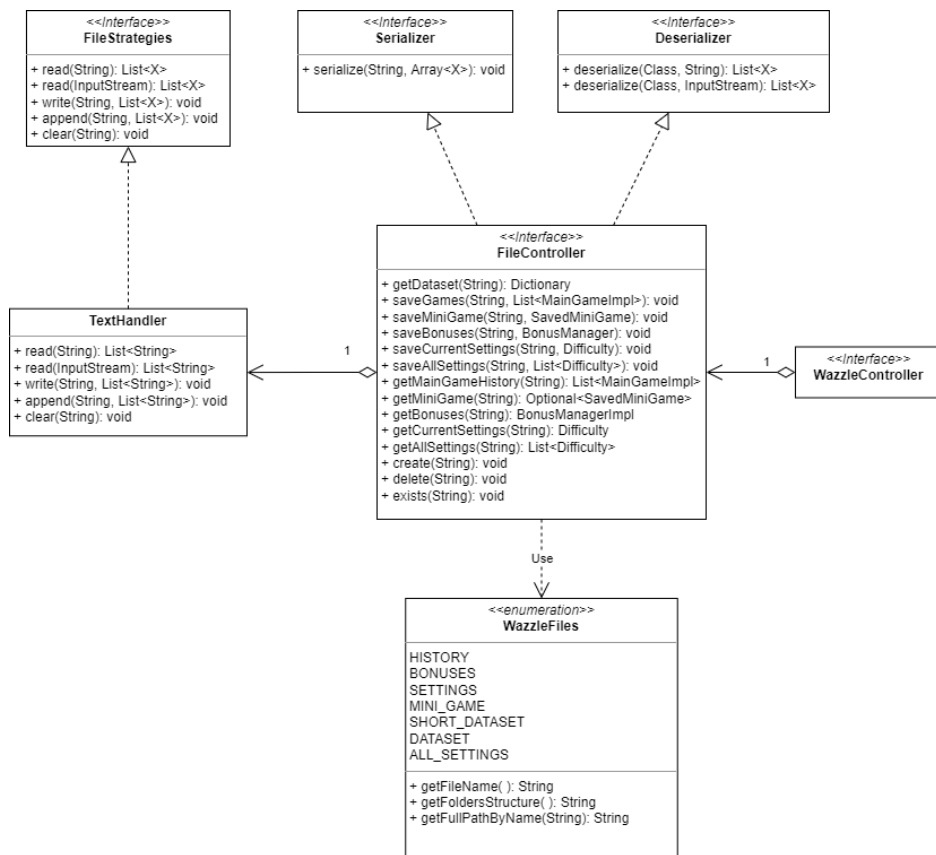 <<Interface>>
FileStrategies
+ read(String): List<X>
+ read(InputStream): List<X>
+ write(String, List<X>): void
+ append(String, List<X>): void
+ clear(String): void
<<Interface>>
Serializer
+ serialize(String, Array<X>): void
<<Interface>>
Deserializer
+ deserialize(Class, String): List<X>
+ deserialize(Class, InputStream): List<X>
<<Interface>>
FileController
+ getDataset(String): Dictionary
+ saveGames(String, List<MainGameImpl>): void
+ saveMiniGame(String, SavedMiniGame): void
+ saveBonuses(String, BonusManager): void
+ saveCurrentSettings(String, Difficulty): void
+ saveAllSettings(String, List<Difficulty>): void
+ getMainGameHistory(String): List<MainGameImpl>
+ getMiniGame(String): Optional<SavedMiniGame>
+ getBonuses(String): BonusManagerImpl
+ getCurrentSettings(String): Difficulty
+ getAllSettings(String): List<Difficulty>
+ create(String): void
+ delete(String): void
+ exists(String): void
TextHandler
+ read(String): List<String>
+ read(InputStream): List<String>
+ write(String, List<String>): void
+ append(String, List<String>): void
+ clear(String): void
1
1
<<Interface>>
WazzleController
Use
<<enumeration>>
WazzleFiles
HISTORY
BONUSES
SETTINGS
MINI_GAME
SHORT_DATASET
DATASET
ALL_SETTINGS
+ getFileName( ): String
+ getFoldersStructure( ): String
+ getFullPathByName(String): String